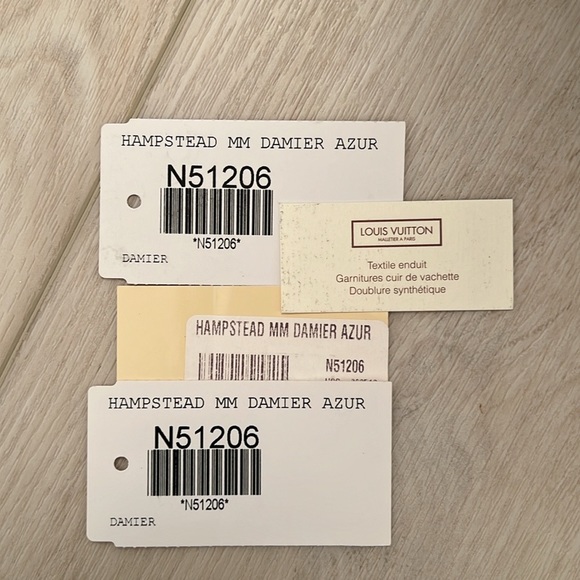 HAMPSTEAD MM DAMIER AZUR
N51206
*N51206*
DAMIER
LOUIS VUITTON
MALLETIER A PARIS
Textile enduit
Garnitures cuir de vachette
Doublure synthétique
HAMPSTEAD MM DAMIER AZUR
N51206
HAMPSTEAD MM DAMIER AZUR
N51206
*N51206*
DAMIER